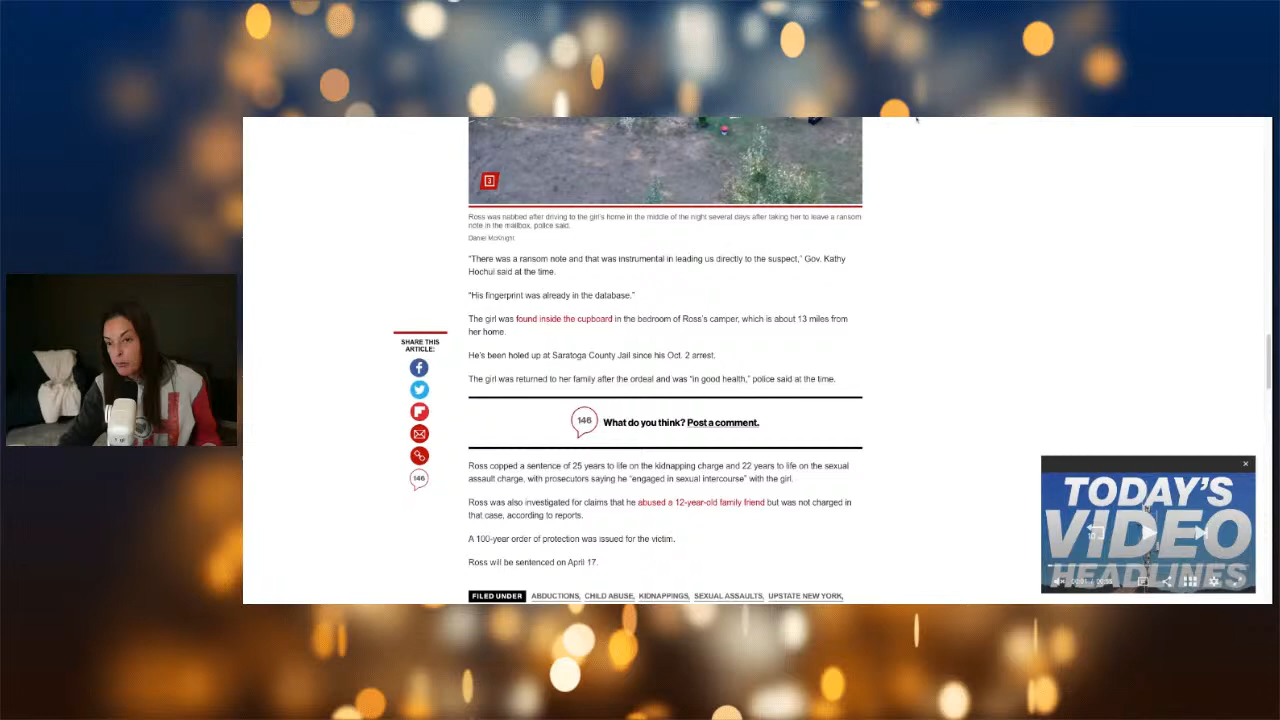 3
Ross was nabbed after driving to the girl's home in the middle of the night several days after taking her to leave a ransom
note in the mailbox, police said.
Daniel McKnight
"There was a ransom note and that was instrumental in leading us directly to the suspect," Gov. Kathy
Hochul said at the time.
"His fingerprint was already in the database."
The girl was found inside the cupboard in the bedroom of Ross's camper, which is about 13 miles from
her home.
He's been holed up at Saratoga County Jail since his Oct. 2 arrest.
The girl was returned to her family after the ordeal and was "in good health," police said at the time.
SHARE THIS
ARTICLE:
146
146
What do you think? Post a comment.
Ross copped a sentence of 25 years to life on the kidnapping charge and 22 years to life on the sexual
assault charge, with prosecutors saying he "engaged in sexual intercourse" with the girl.
Ross was also investigated for claims that he abused a 12-year-old family friend but was not charged in
that case, according to reports.
A 100-year order of protection was issued for the victim.
Ross will be sentenced on April 17.
FILED UNDER ABDUCTIONS, CHILD ABUSE, KIDNAPPINGS, SEXUAL ASSAULTS, UPSTATE NEW YORK,
TODAY'S
VIDEO
HEADLINES
10